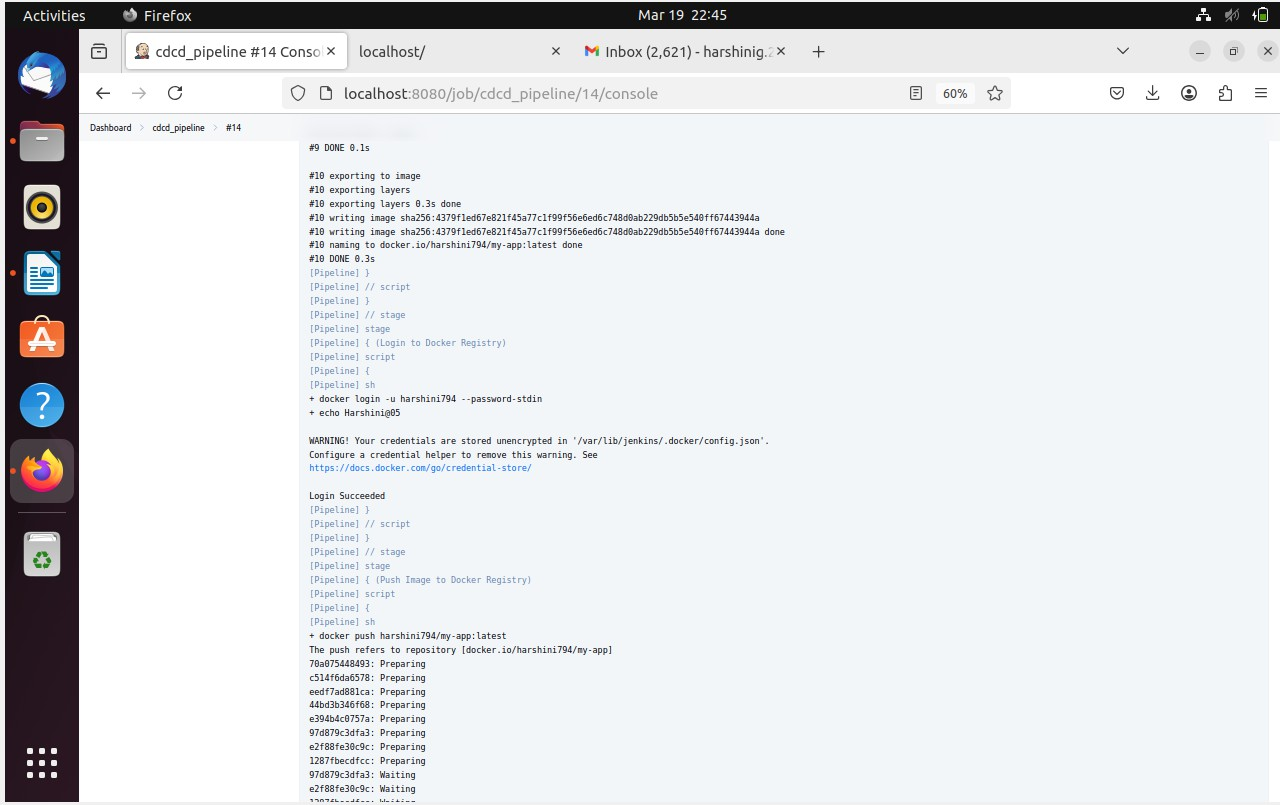 Activities
Firefox
Mar 19 22:45
cdcd_pipeline #14 Conso
localhost/
Inbox (2,621) - harshinig.2
localhost:8080/job/cdcd_pipeline/14/console
60%
Dashboard
cdcd_pipeline
#14
#9 DONE 0.1s
#10 exporting to image
#10 exporting layers
#10 exporting layers 0.3s done
#10 writing image sha256:4379f1ed67e821f45a77c1f99f56e6ed6c748d0ab229db5b5e540ff67443944a
#10 writing image sha256:4379f1ed67e821f45a77c1f99f56e6ed6c748d0ab229db5b5e540ff67443944a done
#10 naming to docker.io/harshini794/my-app:latest done
#10 DONE 0.3s
[Pipeline] }
[Pipeline] // script
[Pipeline] }
[Pipeline] // stage
[Pipeline] stage
[Pipeline] { (Login to Docker Registry)
[Pipeline] script
[Pipeline] {
[Pipeline] sh
+ docker login -u harshini794 --password-stdin
+ echo Harshini@05
WARNING! Your credentials are stored unencrypted in '/var/lib/jenkins/.docker/config.json'.
Configure a credential helper to remove this warning. See
https://docs.docker.com/go/credential-store/
Login Succeeded
[Pipeline] }
[Pipeline] // script
[Pipeline] }
[Pipeline] // stage
[Pipeline] stage
[Pipeline] { (Push Image to Docker Registry)
[Pipeline] script
[Pipeline] {
[Pipeline] sh
+ docker push harshini794/my-app:latest
The push refers to repository [docker.io/harshini794/my-app]
70a075448493: Preparing
c514f6da6578: Preparing
eedf7ad881ca: Preparing
44bd3b346f68: Preparing
e394b4c0757a: Preparing
97d879c3dfa3: Preparing
e2f88fe30c9c: Preparing
1287fbecdfcc: Preparing
97d879c3dfa3: Waiting
e2f88fe30c9c: Waiting
1287fbecdfcc: Waiting